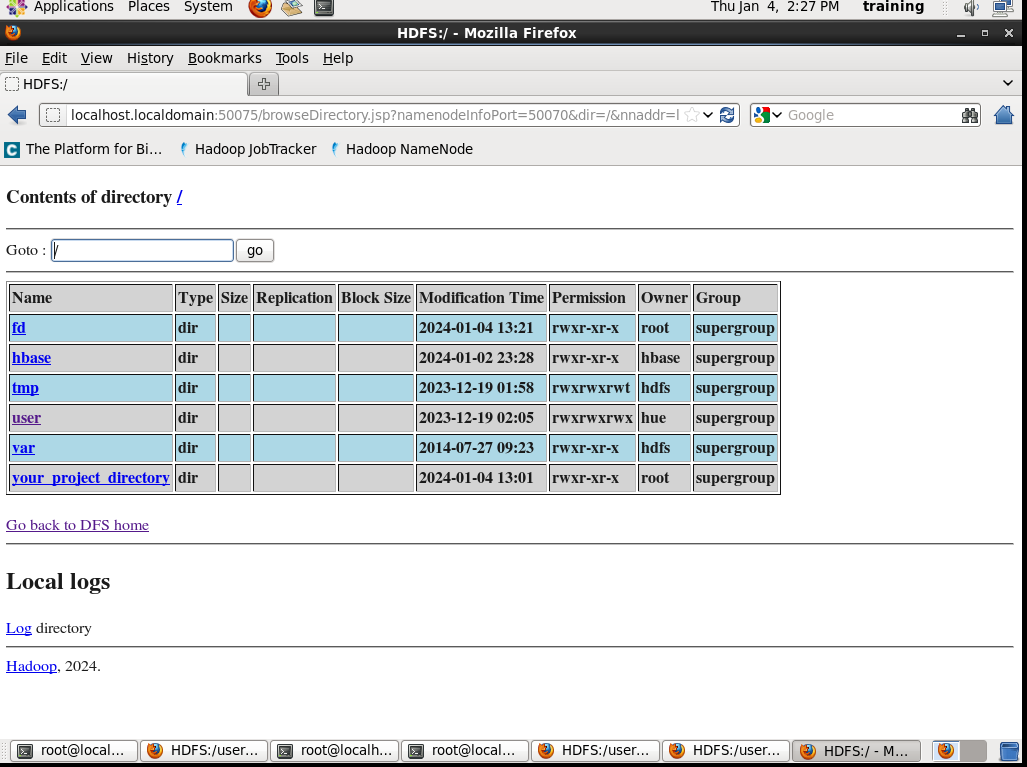 Applications Places System Thu Jan 4, 2:27 PM training
HDFS:/ - Mozilla Firefox
File Edit View History Bookmarks Tools Help
HDFS:/
localhost.localdomain:50075/browseDirectory.jsp?namenodeInfoPort=50070&dir=/&nnaddr=l Google
The Platform for Bi... Hadoop JobTracker Hadoop NameNode
Contents of directory /
Goto : / go
Name Type Size Replication Block Size Modification Time Permission Owner Group
fd dir 2024-01-04 13:21 rwxr-xr-x root supergroup
hbase dir 2024-01-02 23:28 rwxr-xr-x hbase supergroup
tmp dir 2023-12-19 01:58 rwxrwxrwt hdfs supergroup
user dir 2023-12-19 02:05 rwxrwxrwx hue supergroup
var dir 2014-07-27 09:23 rwxr-xr-x hdfs supergroup
your_project_directory dir 2024-01-04 13:01 rwxr-xr-x root supergroup
Go back to DFS home
Local logs
Log directory
Hadoop, 2024.
root@local... HDFS:/user... root@localh... root@local... HDFS:/user... HDFS:/user... HDFS:/ - M...